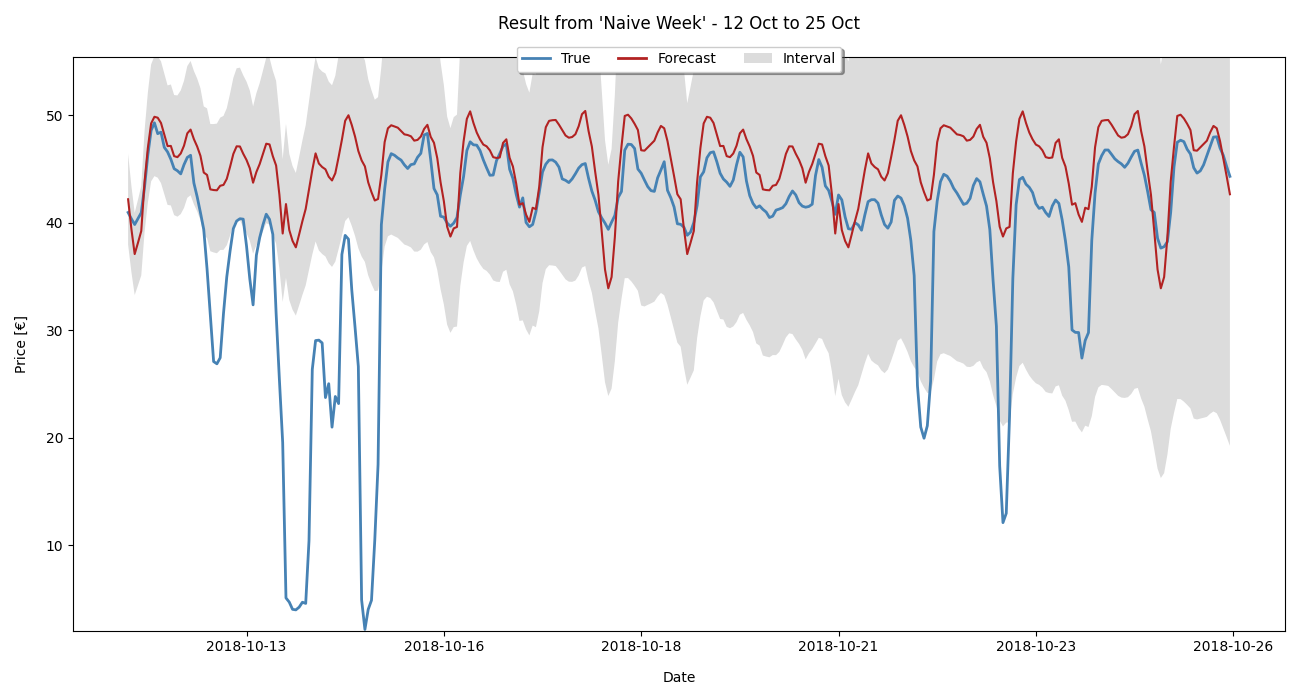 Result from 'Naive Week' - 12 Oct to 25 Oct
True Forecast Interval
50
40
30
20
10
Price [€]
2018-10-13 2018-10-16 2018-10-18 2018-10-21 2018-10-23 2018-10-26
Date